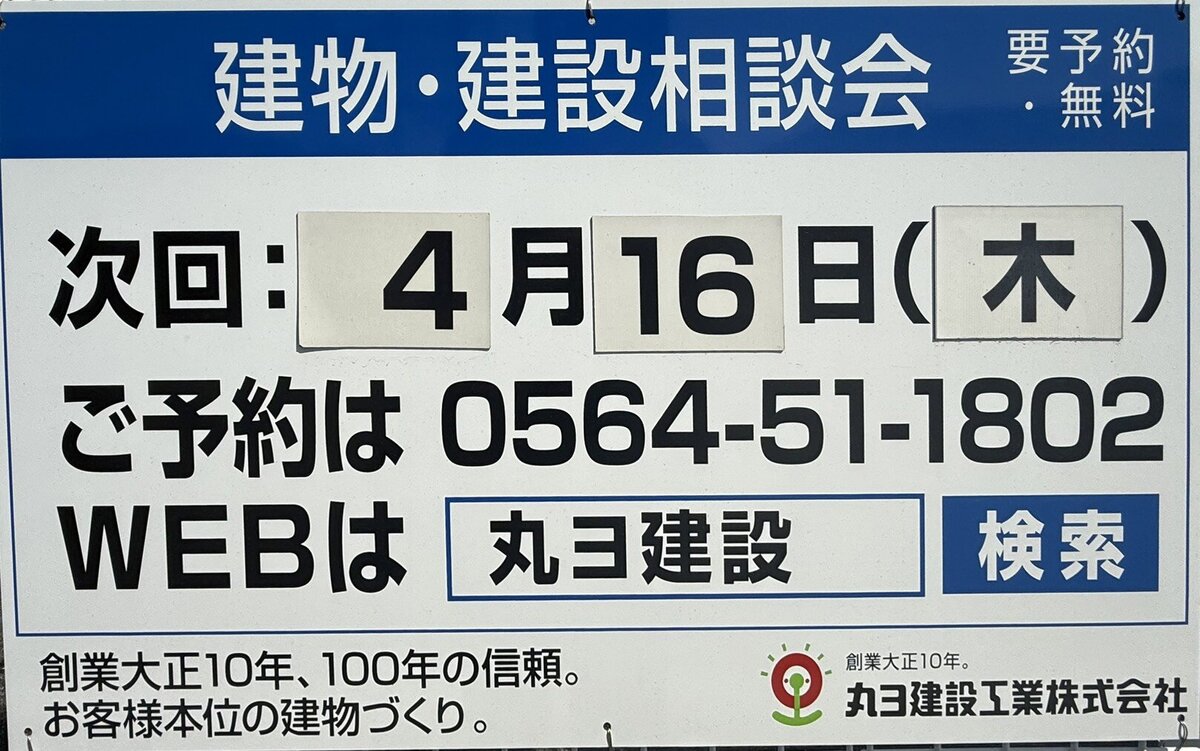 建物・建設相談会
要予約
・無料
次回：4月16日(木)
ご予約は 0564-51-1802
WEBは 丸ヨ建設 検索
創業大正10年、100年の信頼。
お客様本位の建物づくり。
創業大正10年。
丸ヨ建設工業株式会社